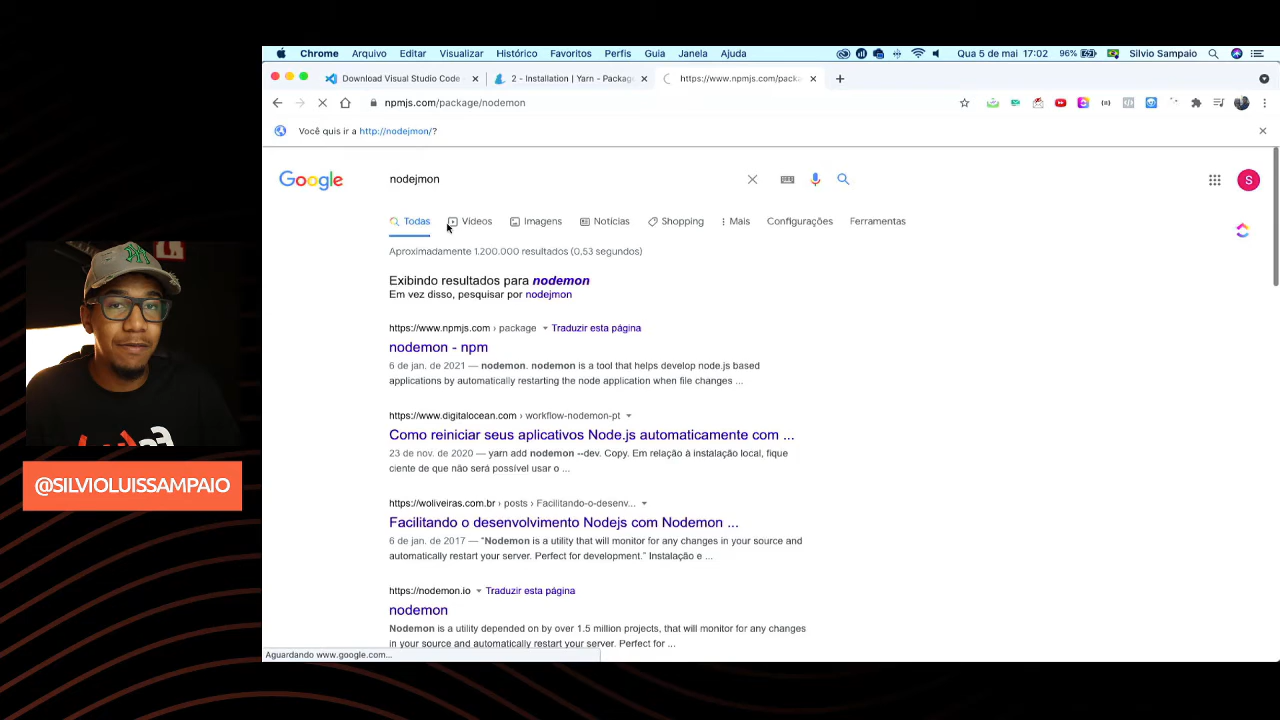 Chrome Arquivo Editar Visualizar Histórico Favoritos Perfis Guia Janela Ajuda Qua 5 de mai 17:02 96% Silvio Sampaio
Download Visual Studio Code × 2 - Installation | Yarn - Packag × https://www.npmjs.com/packa × +
npmjs.com/package/nodemon
Você quis ir a http://nodejmon/?
Google nodejmon S
Todas Vídeos Imagens Notícias Shopping Mais Configurações Ferramentas
Aproximadamente 1.200.000 resultados (0,53 segundos)
Exibindo resultados para nodemon
Em vez disso, pesquisar por nodejmon
https://www.npmjs.com › package Traduzir esta página
nodemon - npm
6 de jan. de 2021 — nodemon. nodemon is a tool that helps develop node.js based
applications by automatically restarting the node application when file changes ...
https://www.digitalocean.com › workflow-nodemon-pt
Como reiniciar seus aplicativos Node.js automaticamente com ...
23 de nov. de 2020 — yarn add nodemon --dev. Copy. Em relação à instalação local, fique
ciente de que não será possível usar o ...
https://woliveiras.com.br › posts › Facilitando-o-desenv...
Facilitando o desenvolvimento Nodejs com Nodemon ...
6 de jan. de 2017 — "Nodemon is a utility that will monitor for any changes in your source and
automatically restart your server. Perfect for development." Instalação e ...
https://nodemon.io Traduzir esta página
nodemon
Nodemon is a utility depended on by over 1.5 million projects, that will monitor for any changes
in your source and automatically restart your server. Perfect for ...
Aguardando www.google.com...
@SILVIOLUISSAMPAIO